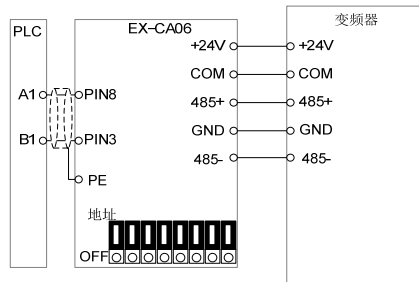 PLC
EX-CA06
变频器
+24V
+24V
COM
COM
A1
PIN8
485+
485+
GND
GND
B1
PIN3
485-
485-
PE
地址
OFF